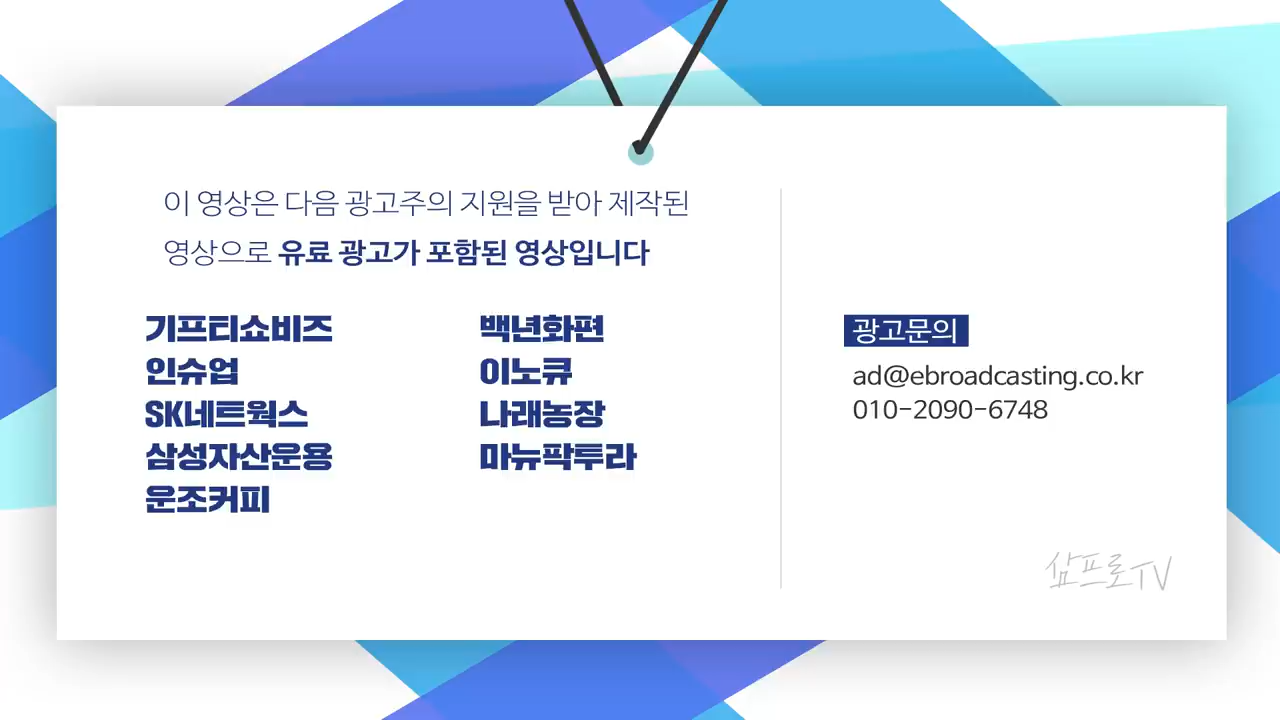 이 영상은 다음 광고주의 지원을 받아 제작된
영상으로 유료 광고가 포함된 영상입니다
기프티쇼비즈
인슈업
SK네트웍스
삼성자산운용
운조커피
백년화편
이노큐
나래농장
마뉴팍투라
광고문의
ad@ebroadcasting.co.kr
010-2090-6748
삼프로TV